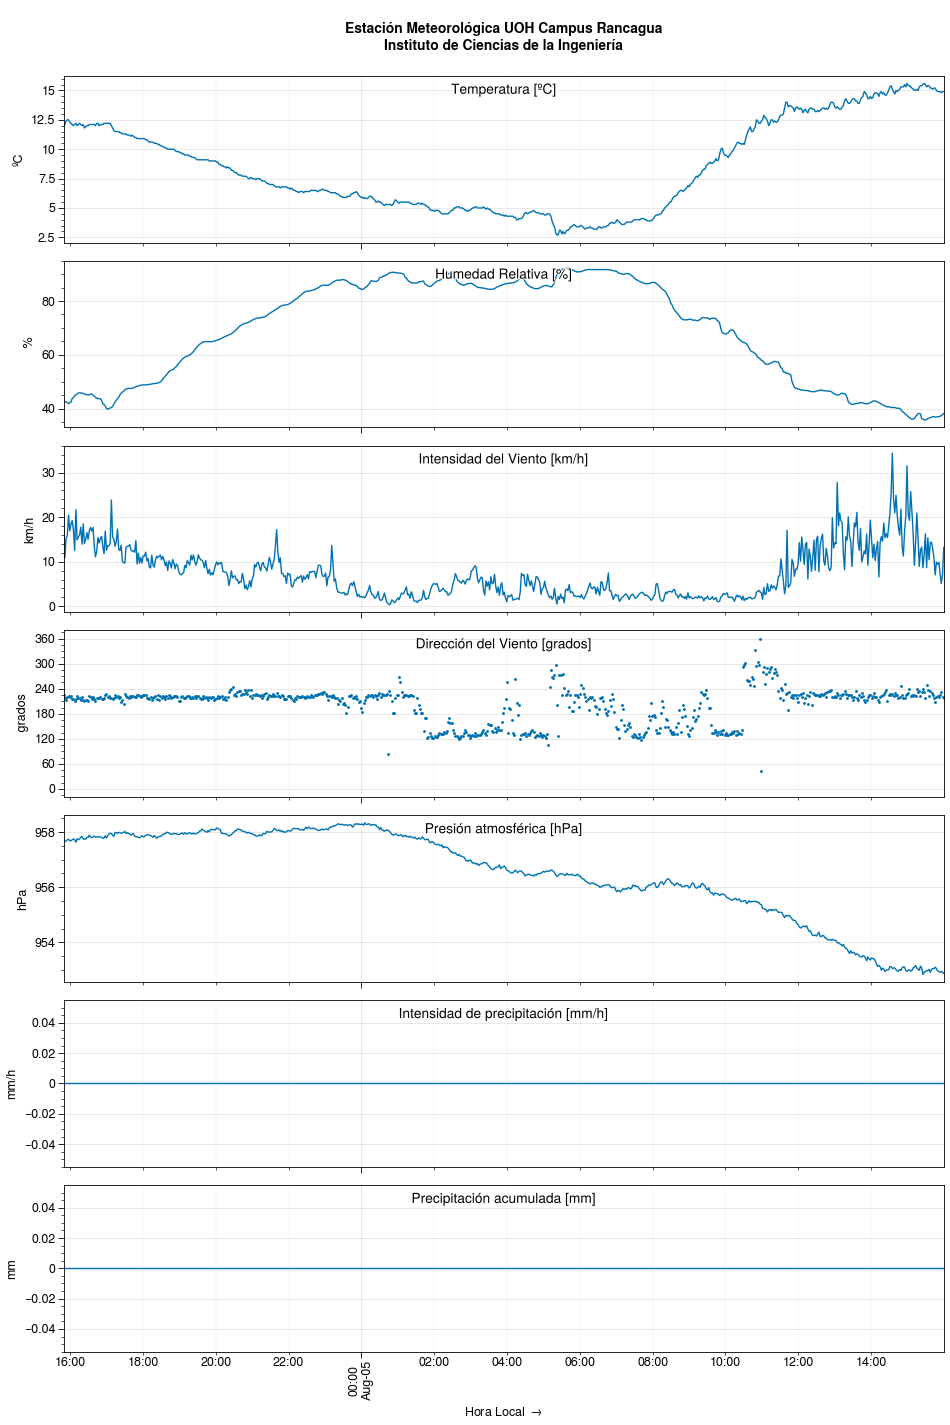 Estación Meteorológica UOH Campus Rancagua
Instituto de Ciencias de la Ingeniería
Temperatura [ºC]
ºC
15
12.5
10
7.5
5
2.5
Humedad Relativa [%]
%
80
60
40
Intensidad del Viento [km/h]
km/h
30
20
10
0
Dirección del Viento [grados]
grados
360
300
240
180
120
60
0
Presión atmosférica [hPa]
hPa
958
956
954
Intensidad de precipitación [mm/h]
mm/h
0.04
0.02
0
−0.02
−0.04
Precipitación acumulada [mm]
mm
0.04
0.02
0
−0.02
−0.04
16:00 18:00 20:00 22:00 00:00 02:00 04:00 06:00 08:00 10:00 12:00 14:00
Aug-05
Hora Local →